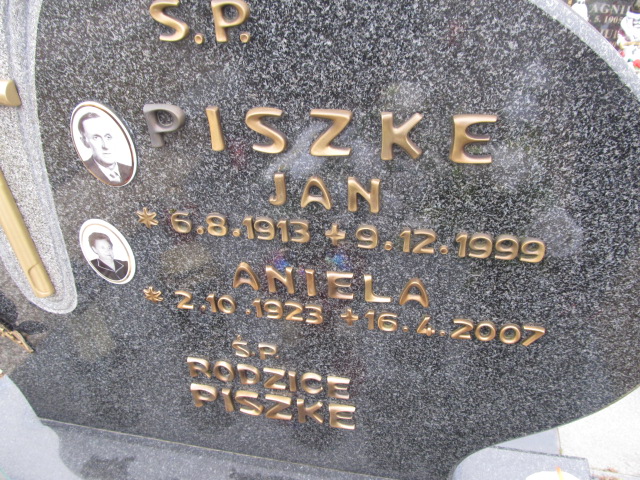 S.P.
PISZKE
JAN
* 6.8.1913 + 9.12.1999
ANIELA
* 2.10.1923 + 16.4.2007
S.P.
RODZICE
PISZKE